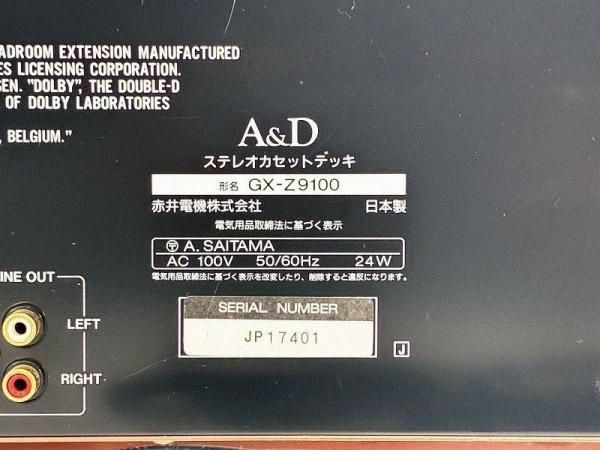 ADROOM EXTENSION MANUFACTURED
ES LICENSING CORPORATION.
SEN. "DOLBY", THE DOUBLE-D
OF DOLBY LABORATORIES
, BELGIUM."
A&D
ステレオカセットデッキ
形名 GX-Z9100
赤井電機株式会社 日本製
電気用品取締法に基づく表示
〒 A. SAITAMA
AC 100V 50/60Hz 24W
電気用品取締法に基づく表示を改変したり、削除すると違反になります。
INE OUT
LEFT
RIGHT
SERIAL NUMBER
JP17401
J